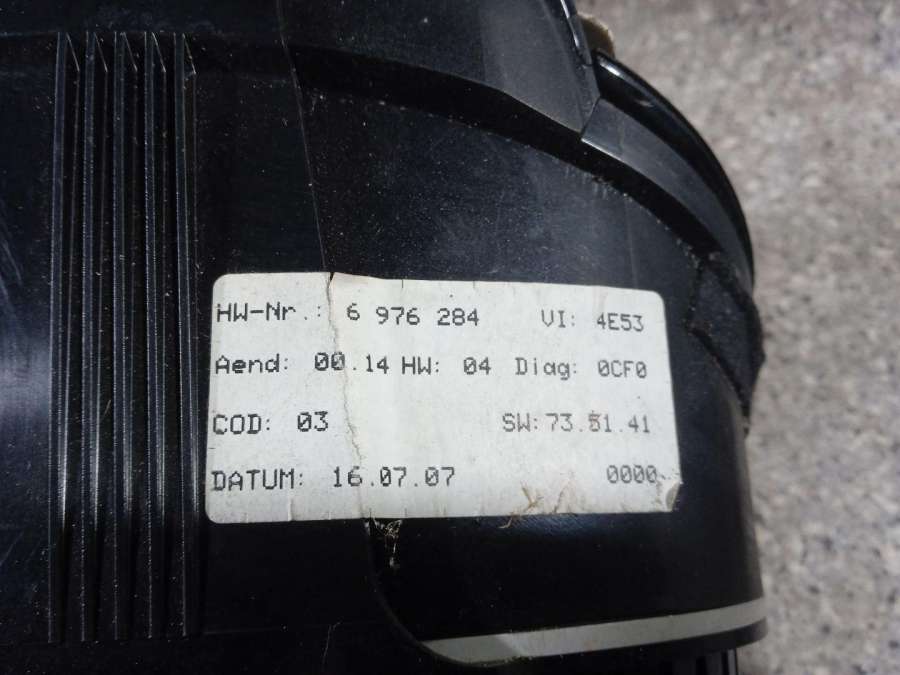 HW-Nr.: 6 976 284 VI: 4E53
Aend: 00.14 HW: 04 Diag: 0CF0
COD: 03 SW: 73.51.41
DATUM: 16.07.07 0000